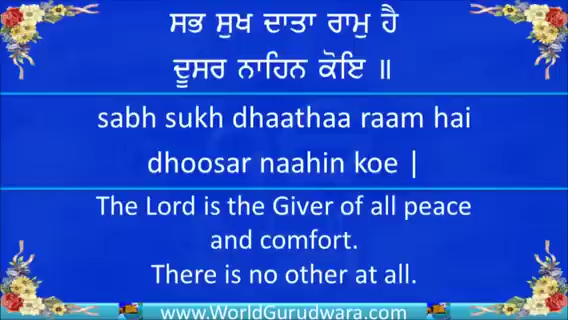 ਸਭ ਸੁਖ ਦਾਤਾ ਰਾਮੁ ਹੈ
ਦੂਸਰ ਨਾਹਿਨ ਕੋਇ ॥
sabh sukh dhaathaa raam hai
dhoosar naahin koe |
The Lord is the Giver of all peace
and comfort.
There is no other at all.
www.WorldGurudwara.com